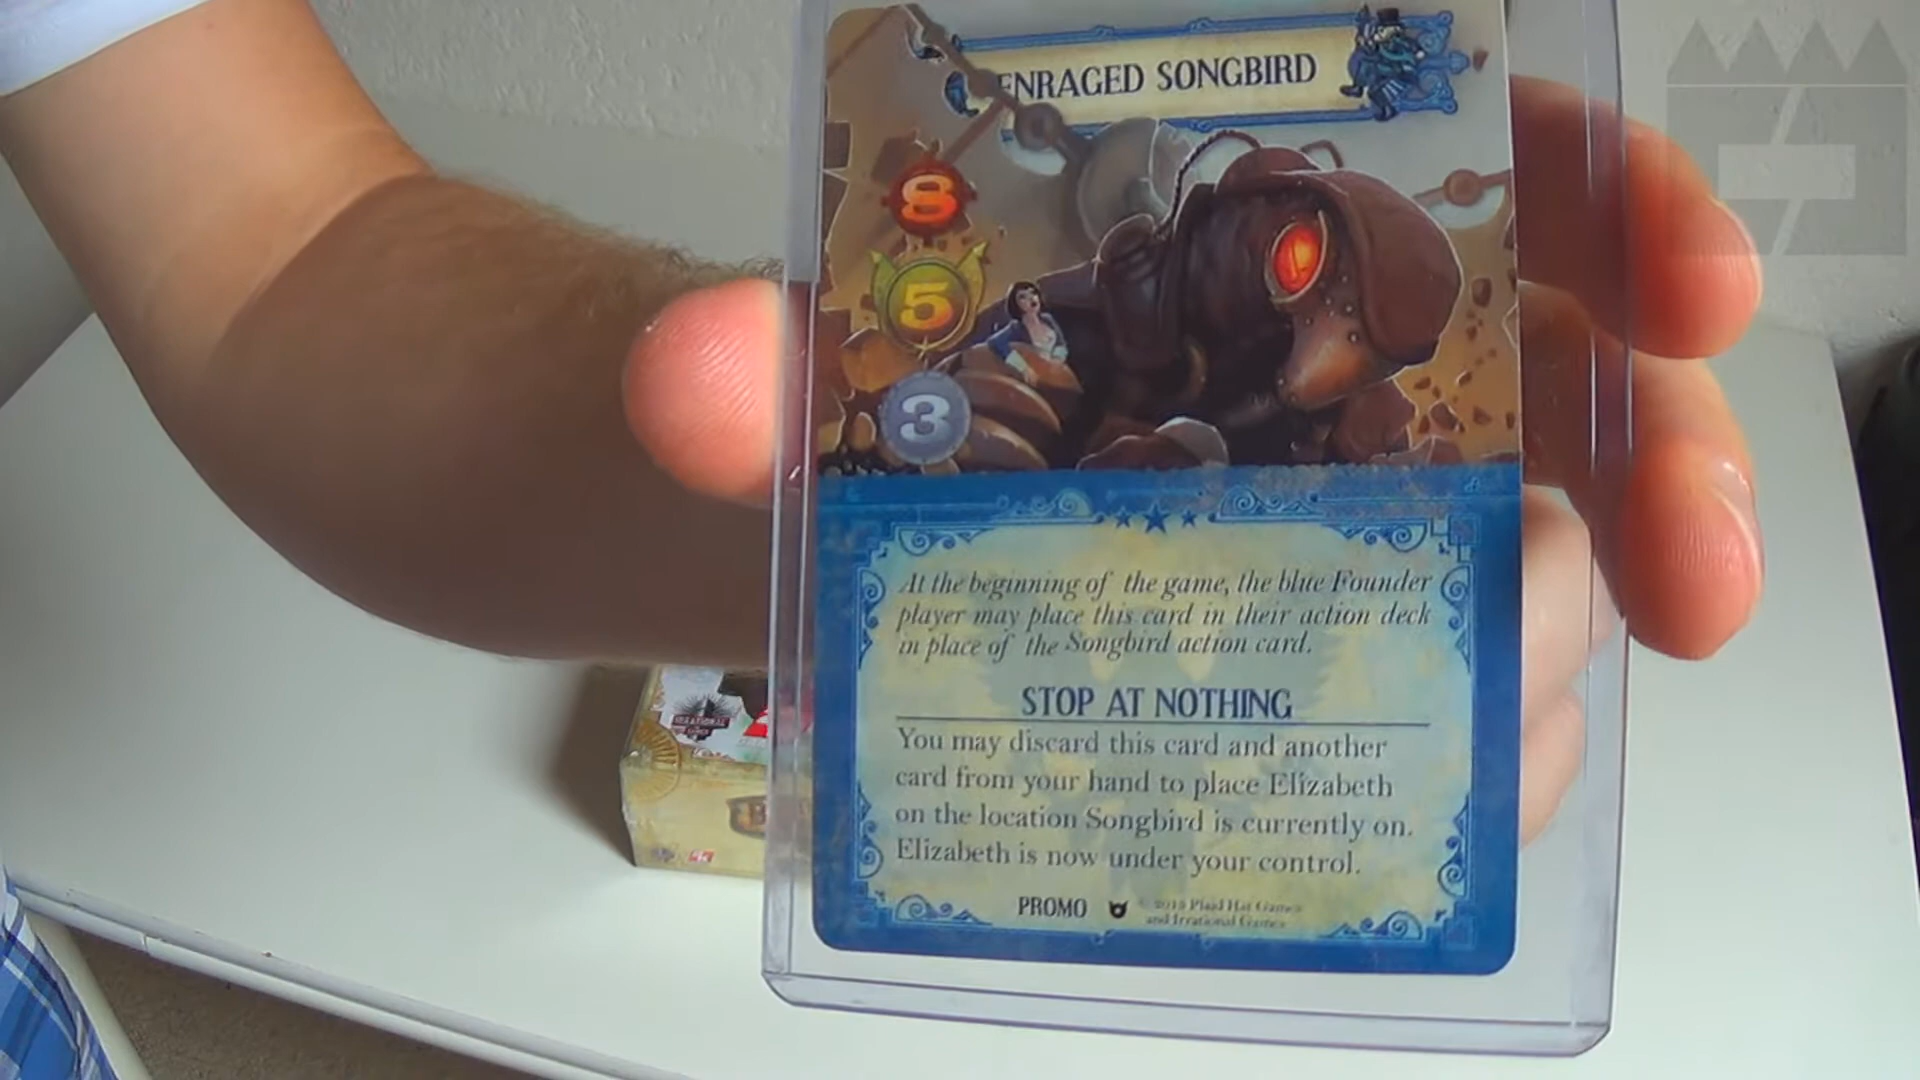 ENRAGED SONGBIRD
8
5
3
At the beginning of the game, the blue Founder
player may place this card in their action deck
in place of the Songbird action card.
STOP AT NOTHING
You may discard this card and another
card from your hand to place Elizabeth
on the location Songbird is currently on.
Elizabeth is now under your control.
PROMO
© 2013 Plaid Hat Games
and Irrational Games
IRRATIONAL
GAMES